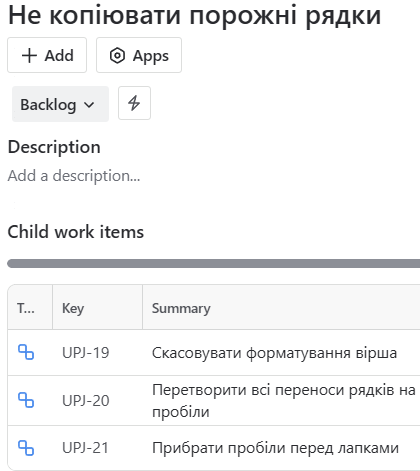 Не копіювати порожні рядки
Add
Apps
Backlog
Description
Add a description...
Child work items
T... Key Summary
UPJ-19 Скасовувати форматування вірша
UPJ-20 Перетворити всі переноси рядків на
пробіли
UPJ-21 Прибрати пробіли перед лапками